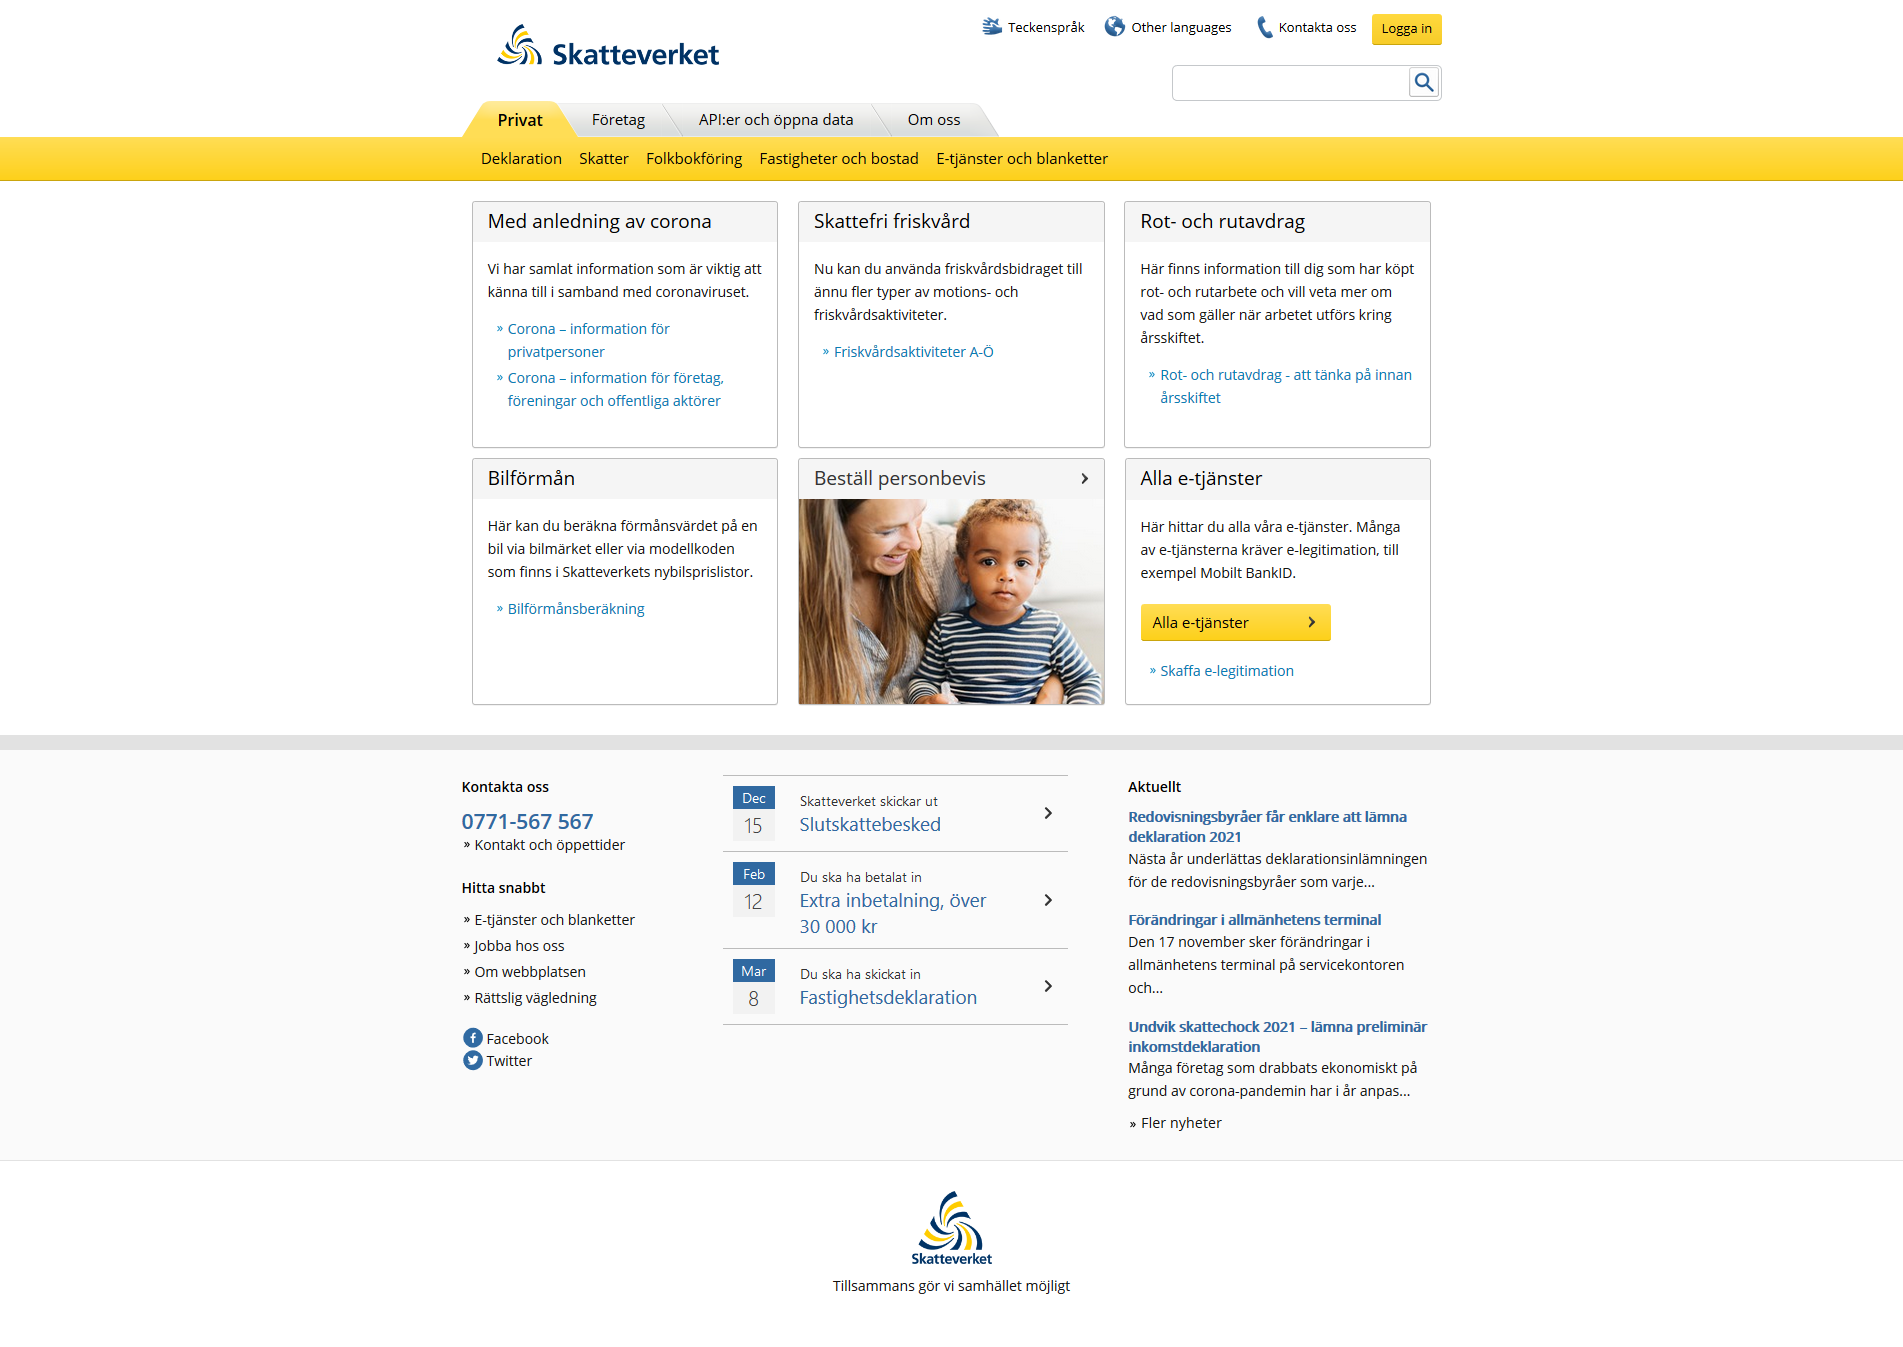 Skatteverket
Teckenspråk
Other languages
Kontakta oss
Logga in
Privat
Företag
API:er och öppna data
Om oss
Deklaration
Skatter
Folkbokföring
Fastigheter och bostad
E-tjänster och blanketter
Med anledning av corona
Vi har samlat information som är viktig att
känna till i samband med coronaviruset.
» Corona – information för
privatpersoner
» Corona – information för företag,
föreningar och offentliga aktörer
Skattefri friskvård
Nu kan du använda friskvårdsbidraget till
ännu fler typer av motions- och
friskvårdsaktiviteter.
» Friskvårdsaktiviteter A-Ö
Rot- och rutavdrag
Här finns information till dig som har köpt
rot- och rutarbete och vill veta mer om
vad som gäller när arbetet utförs kring
årsskiftet.
» Rot- och rutavdrag - att tänka på innan
årsskiftet
Bilförmån
Här kan du beräkna förmånsvärdet på en
bil via bilmärket eller via modellkoden
som finns i Skatteverkets nybilsprislistor.
» Bilförmånsberäkning
Beställ personbevis
Alla e-tjänster
Här hittar du alla våra e-tjänster. Många
av e-tjänsterna kräver e-legitimation, till
exempel Mobilt BankID.
Alla e-tjänster
» Skaffa e-legitimation
Kontakta oss
0771-567 567
» Kontakt och öppettider
Hitta snabbt
» E-tjänster och blanketter
» Jobba hos oss
» Om webbplatsen
» Rättslig vägledning
Facebook
Twitter
Dec
15
Skatteverket skickar ut
Slutskattebesked
Feb
12
Du ska ha betalat in
Extra inbetalning, över
30 000 kr
Mar
8
Du ska ha skickat in
Fastighetsdeklaration
Aktuellt
Redovisningsbyråer får enklare att lämna
deklaration 2021
Nästa år underlättas deklarationsinlämningen
för de redovisningsbyråer som varje...
Förändringar i allmänhetens terminal
Den 17 november sker förändringar i
allmänhetens terminal på servicekontoren
och...
Undvik skattechock 2021 – lämna preliminär
inkomstdeklaration
Många företag som drabbats ekonomiskt på
grund av corona-pandemin har i år anpas...
» Fler nyheter
Skatteverket
Tillsammans gör vi samhället möjligt